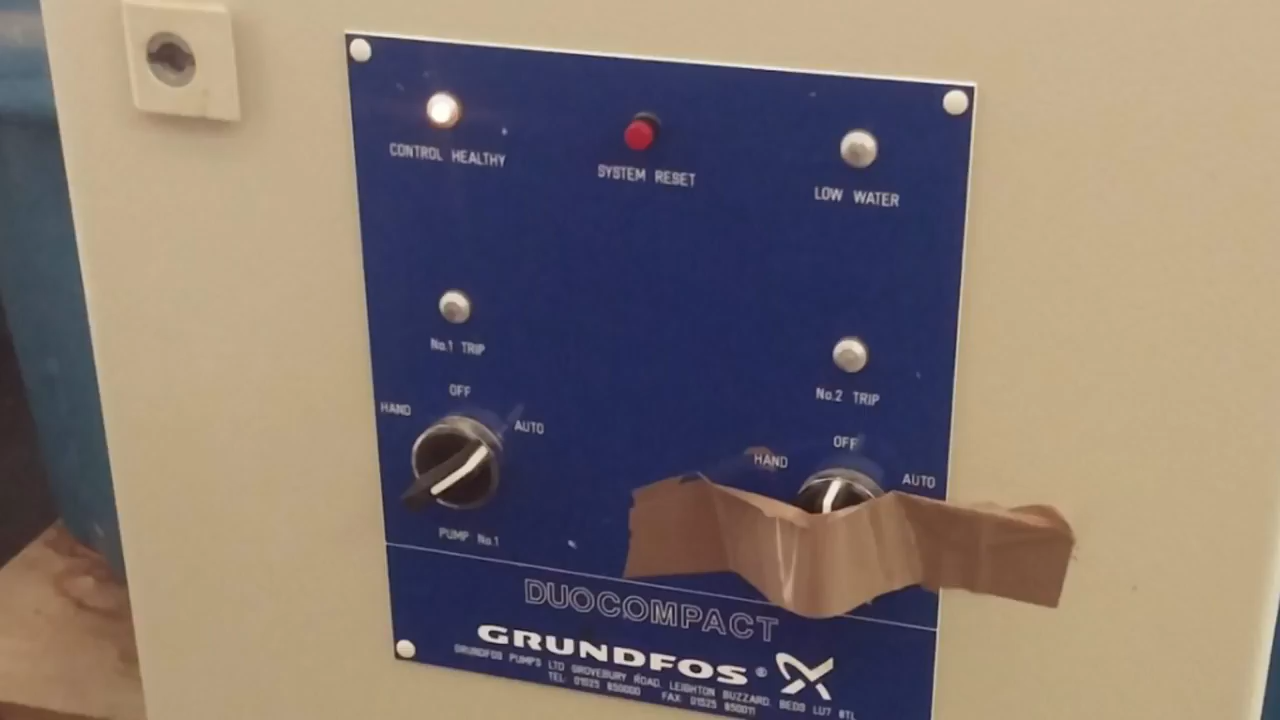 CONTROL HEALTHY
SYSTEM RESET
LOW WATER
No.1 TRIP
No.2 TRIP
OFF
HAND
AUTO
OFF
HAND
AUTO
PUMP No.1
DUOCOMPACT
GRUNDFOS®
GRUNDFOS PUMPS LTD GROVEBURY ROAD, LEIGHTON BUZZARD, BEDS LU7 8TL
TEL: 01525 850000 FAX: 01525 850011